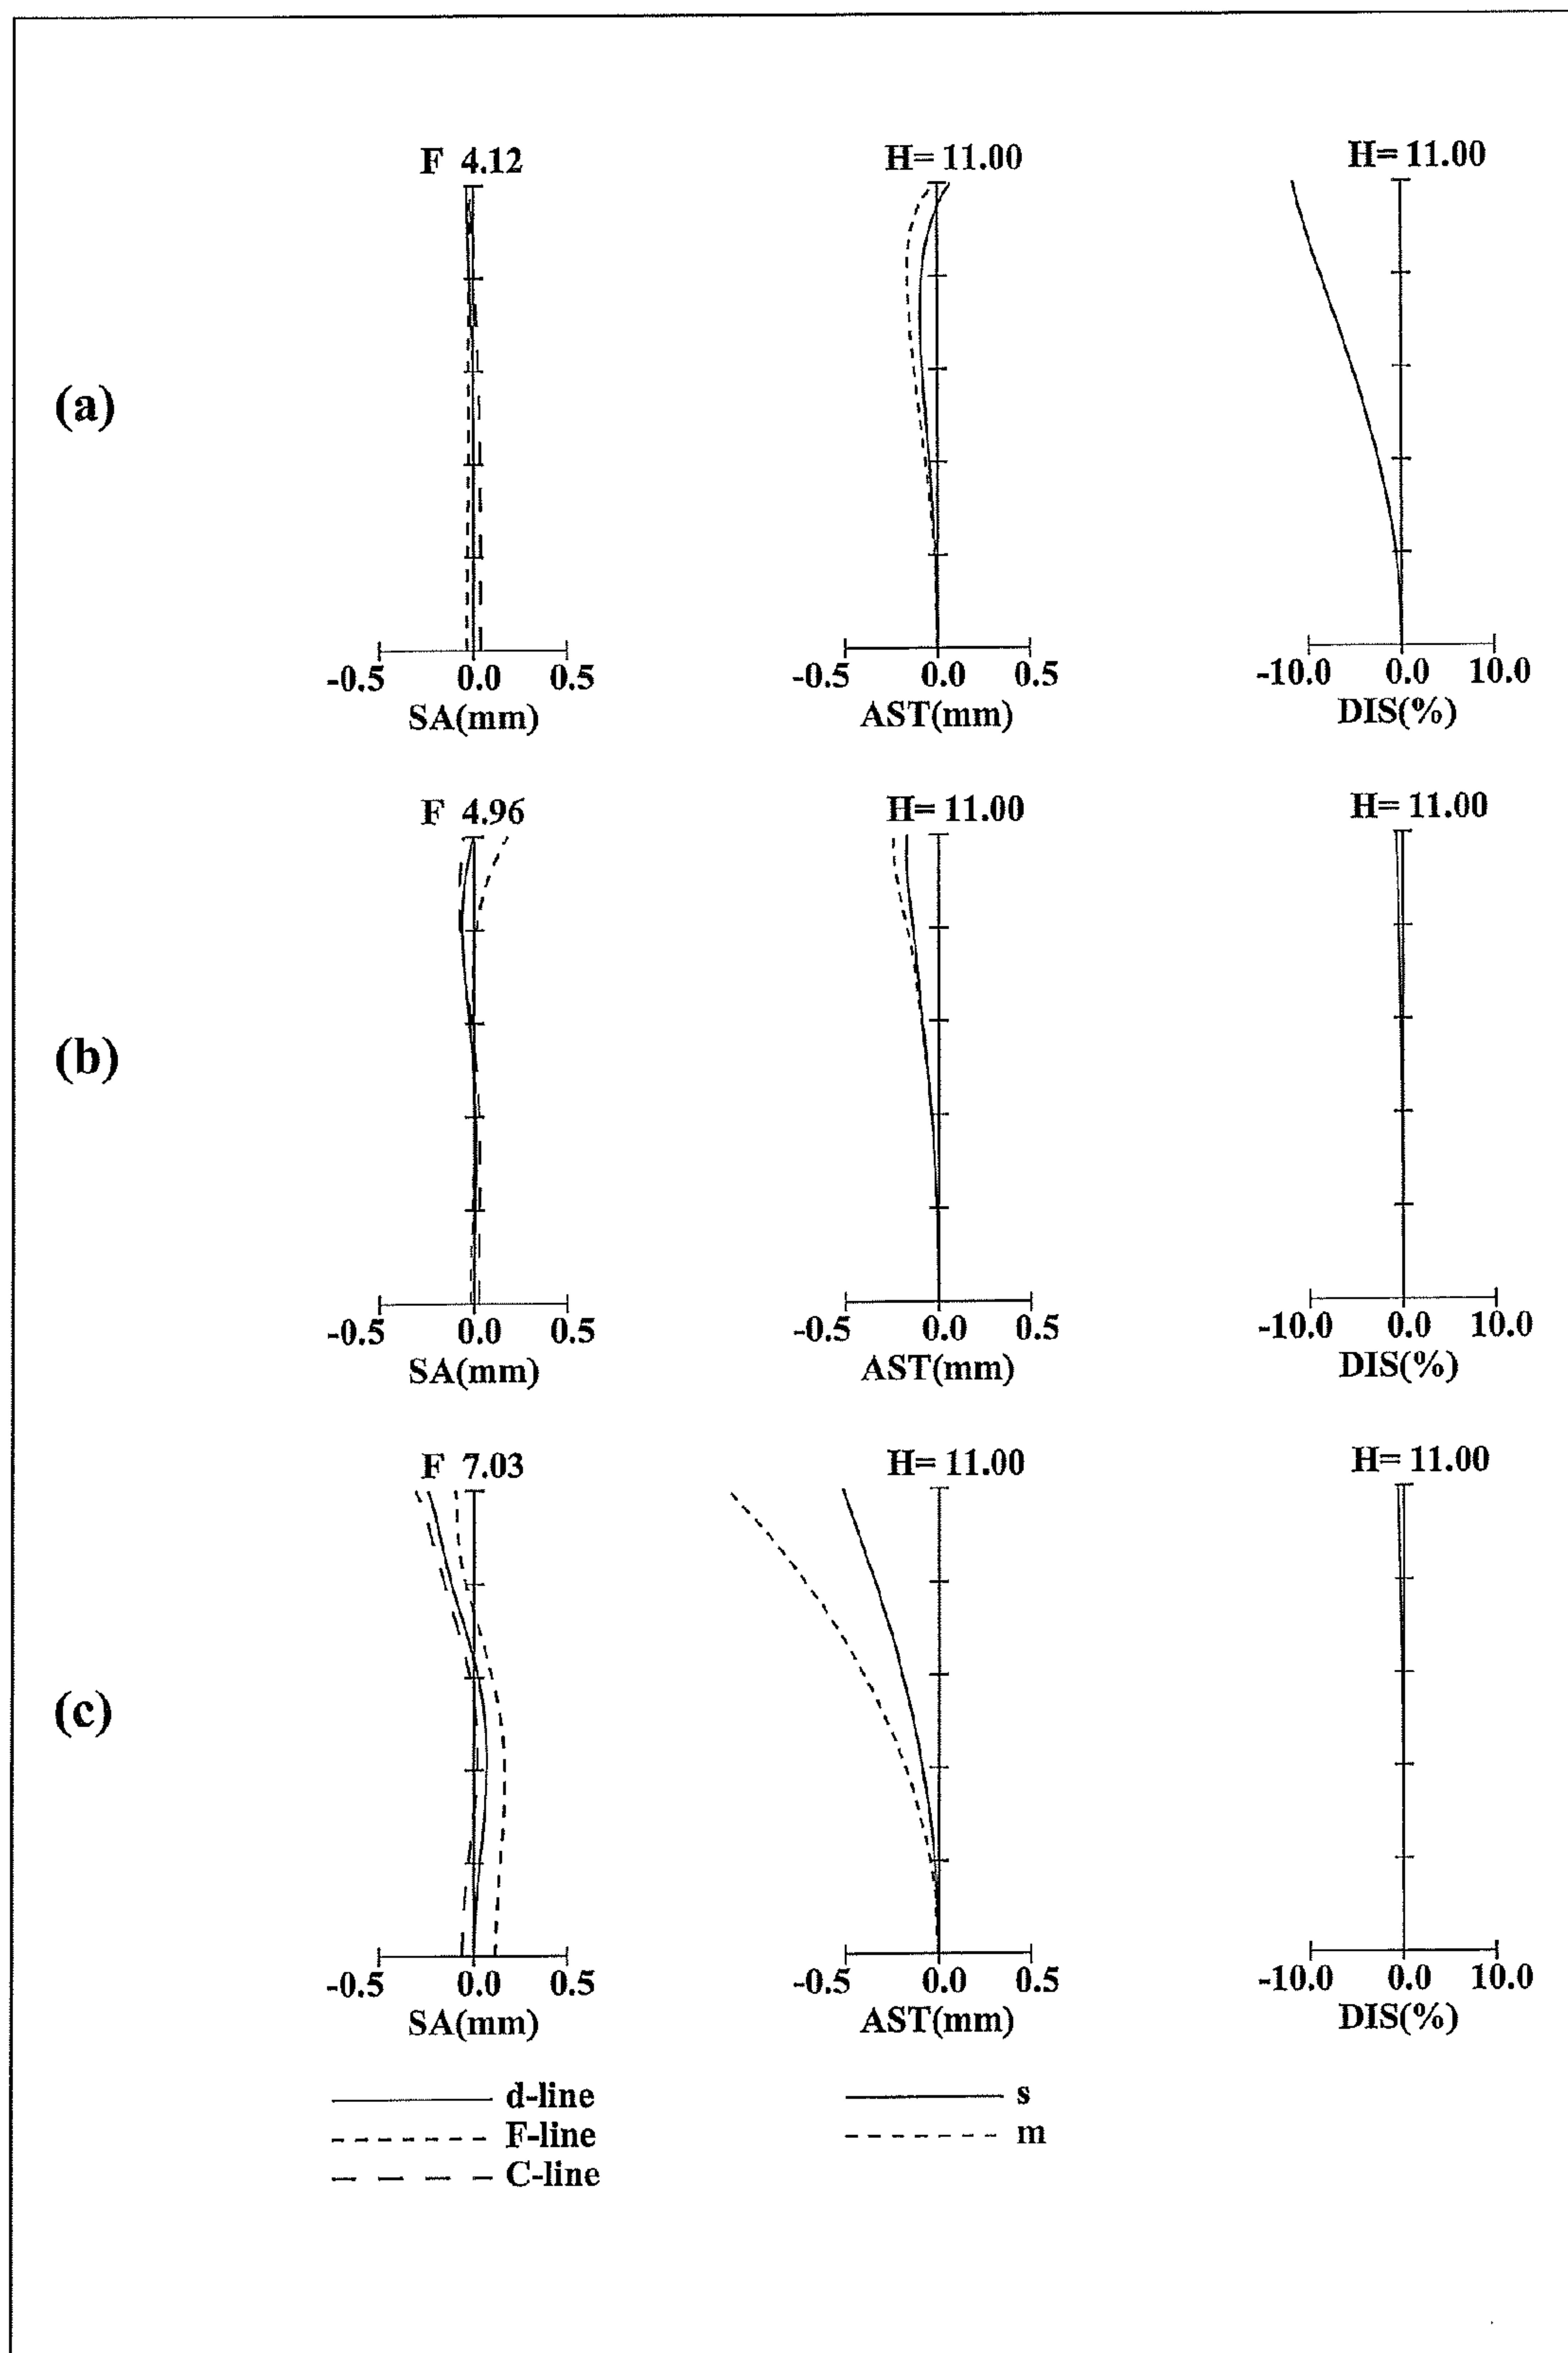 (a)
F 4.12
H= 11.00
H= 11.00
-0.5 0.0 0.5
SA(mm)
-0.5 0.0 0.5
AST(mm)
-10.0 0.0 10.0
DIS(%)
(b)
F 4.96
H= 11.00
H= 11.00
-0.5 0.0 0.5
SA(mm)
-0.5 0.0 0.5
AST(mm)
-10.0 0.0 10.0
DIS(%)
(c)
F 7.03
H= 11.00
H= 11.00
-0.5 0.0 0.5
SA(mm)
-0.5 0.0 0.5
AST(mm)
-10.0 0.0 10.0
DIS(%)
d-line
F-line
C-line
s
m